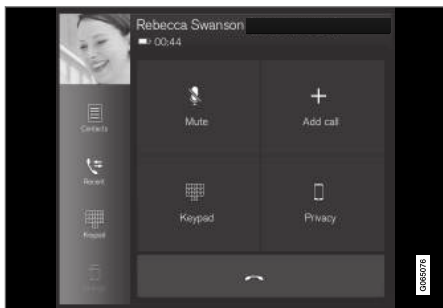 Rebecca Swanson
00:44
Mute
Add call
Contacts
Recent
Keypad
Privacy
Keypad
G065076